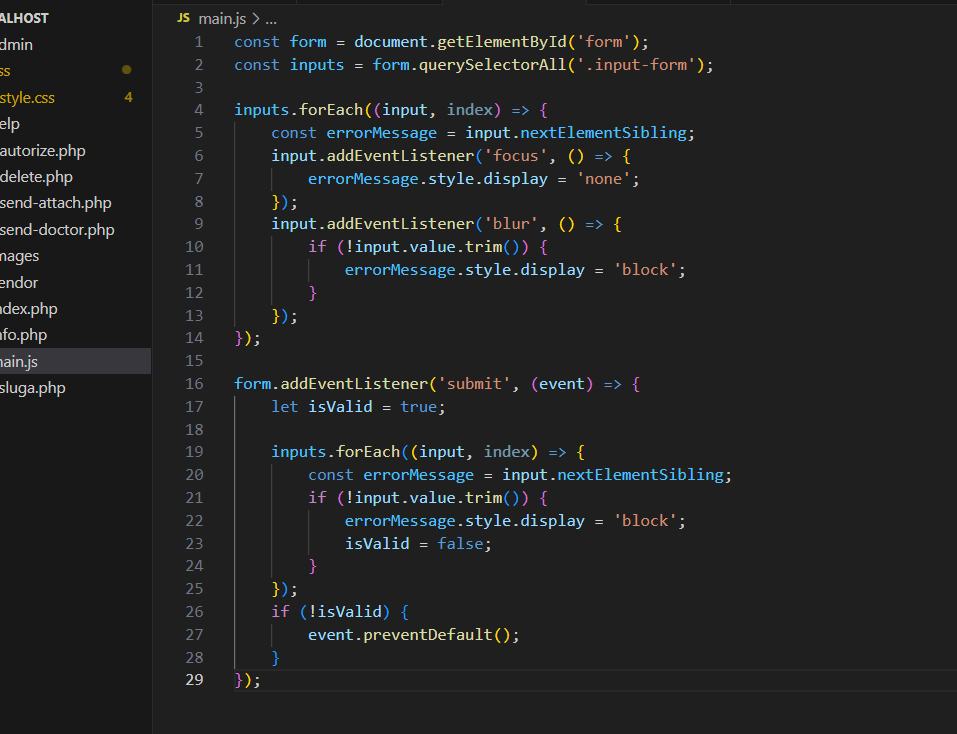 ALHOST
dmin
ss
style.css 4
elp
autorize.php
delete.php
send-attach.php
send-doctor.php
mages
endor
ndex.php
nfo.php
main.js
sluga.php
JS main.js > ...
1 const form = document.getElementById('form');
2 const inputs = form.querySelectorAll('.input-form');
3
4 inputs.forEach((input, index) => {
5 const errorMessage = input.nextElementSibling;
6 input.addEventListener('focus', () => {
7 errorMessage.style.display = 'none';
8 });
9 input.addEventListener('blur', () => {
10 if (!input.value.trim()) {
11 errorMessage.style.display = 'block';
12 }
13 });
14 });
15
16 form.addEventListener('submit', (event) => {
17 let isValid = true;
18
19 inputs.forEach((input, index) => {
20 const errorMessage = input.nextElementSibling;
21 if (!input.value.trim()) {
22 errorMessage.style.display = 'block';
23 isValid = false;
24 }
25 });
26 if (!isValid) {
27 event.preventDefault();
28 }
29 });